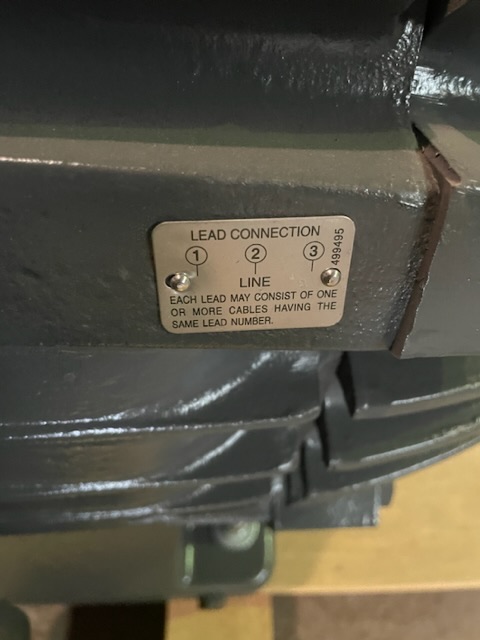 LEAD CONNECTION
1 2 3
499495
LINE
EACH LEAD MAY CONSIST OF ONE
OR MORE CABLES HAVING THE
SAME LEAD NUMBER.